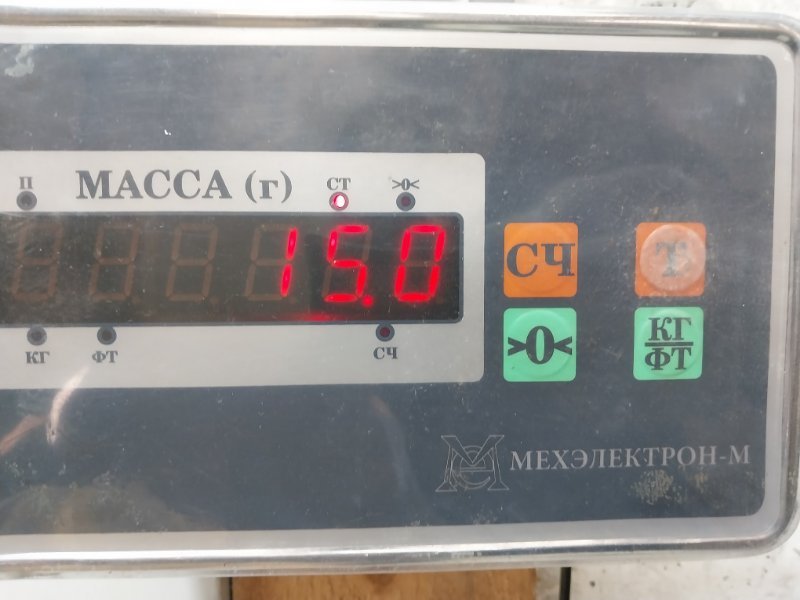 П МАССА (г) СТ >0<
15.0
КГ ФТ СЧ
СЧ Т
>0< КГ
ФТ
МЕХЭЛЕКТРОН-М